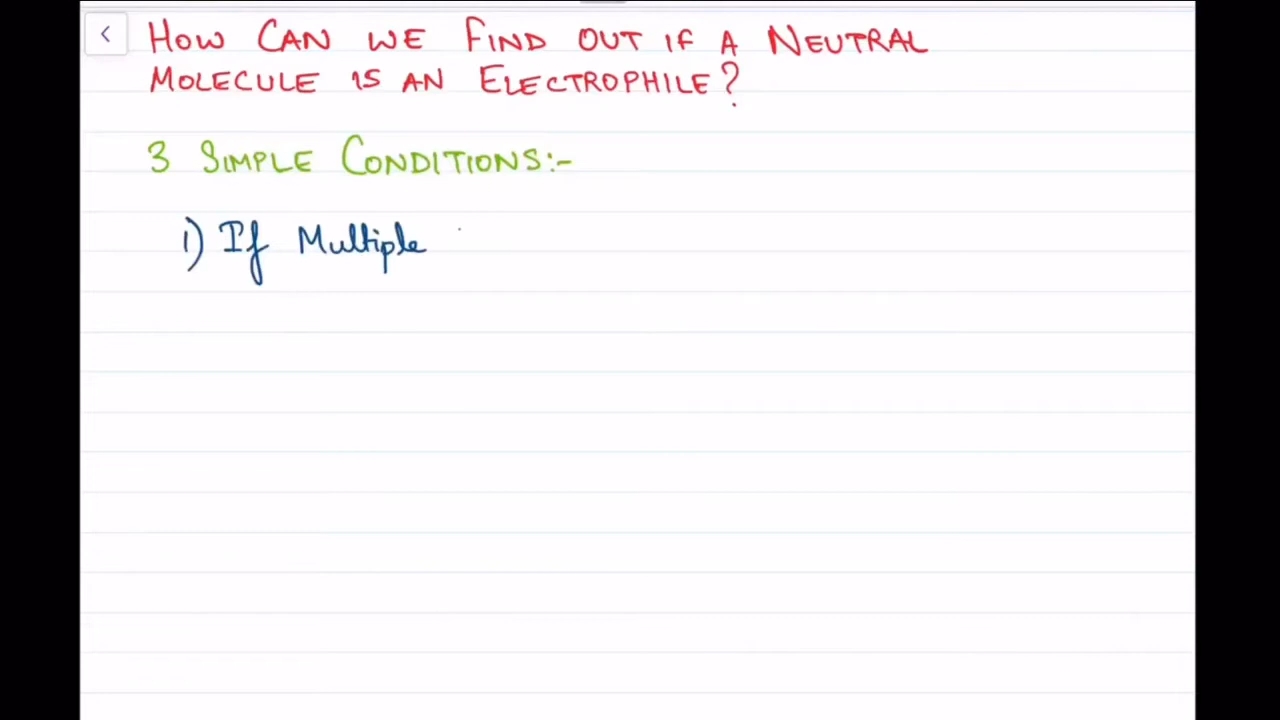 HOW CAN WE FIND OUT IF A NEUTRAL
MOLECULE IS AN ELECTROPHILE?
3 SIMPLE CONDITIONS:-
1) If Multiple